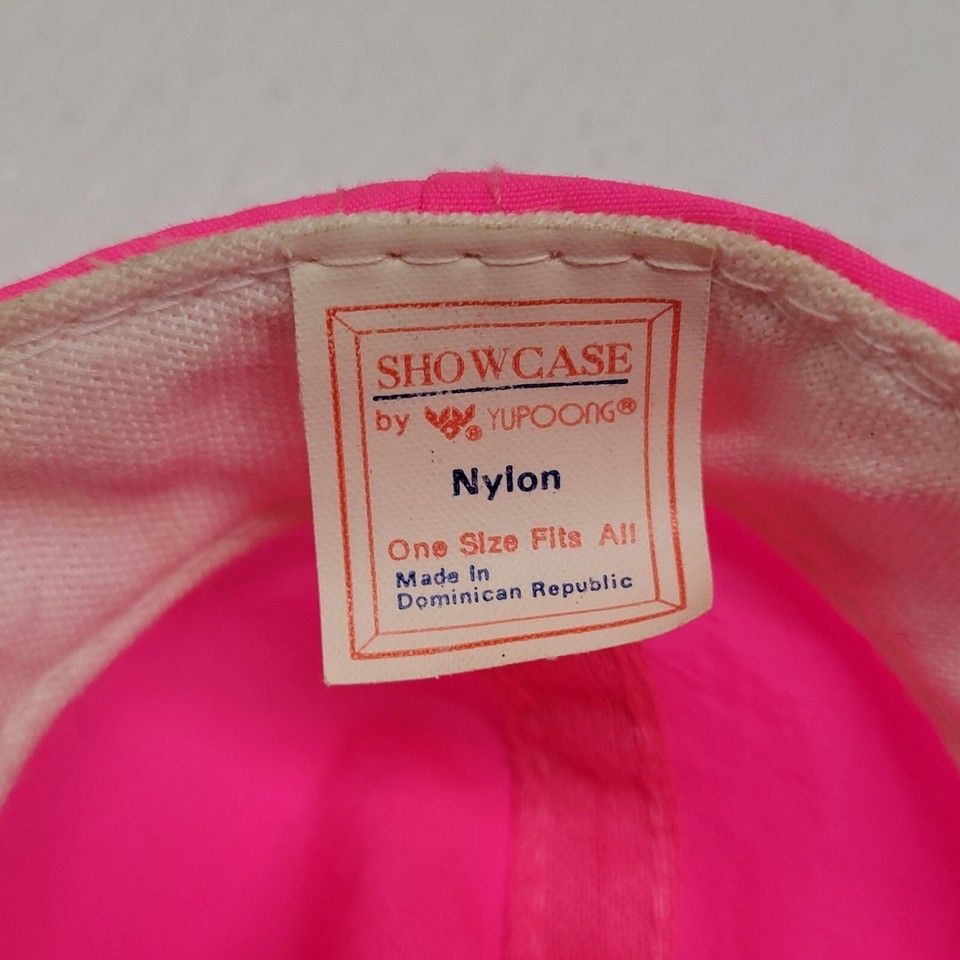 SHOWCASE
by ® YUPOONG®
Nylon
One Size Fits All
Made in
Dominican Republic